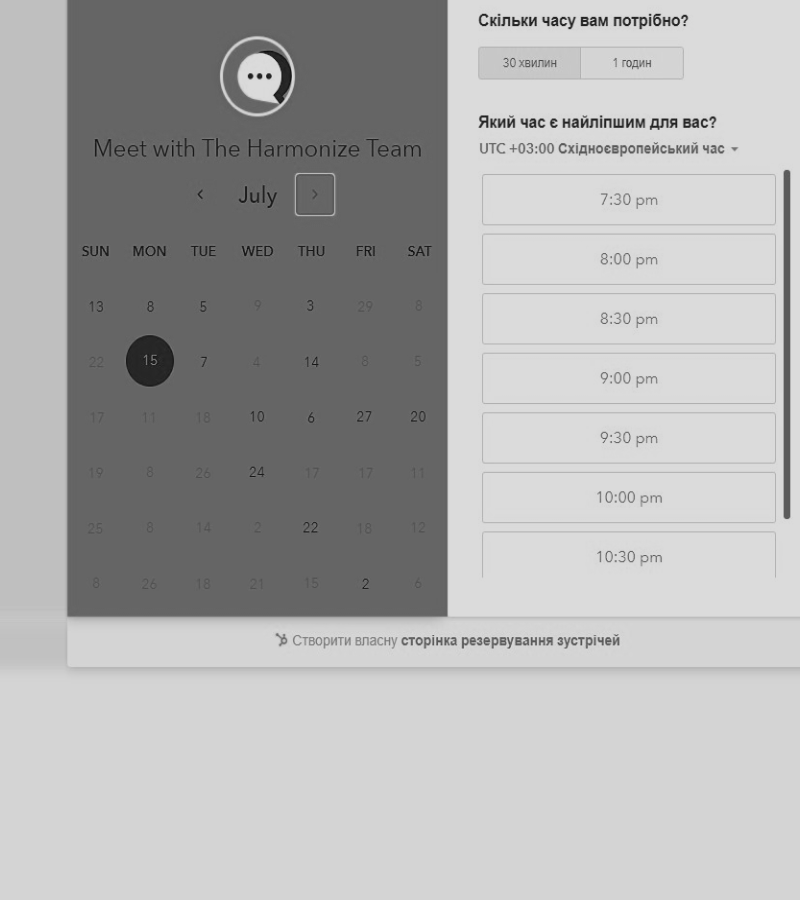 Meet with The Harmonize Team
July
SUN MON TUE WED THU FRI SAT
13 8 5 9 3 29 8
22 15 7 4 14 8 5
17 11 18 10 6 27 20
19 8 26 24 17 17 11
25 8 14 2 22 18 12
8 26 18 21 15 2 6
Скільки часу вам потрібно?
30 хвилин 1 годин
Який час є найліпшим для вас?
UTC +03:00 Східноєвропейський час
7:30 pm
8:00 pm
8:30 pm
9:00 pm
9:30 pm
10:00 pm
10:30 pm
Створити власну сторінка резервування зустрічей